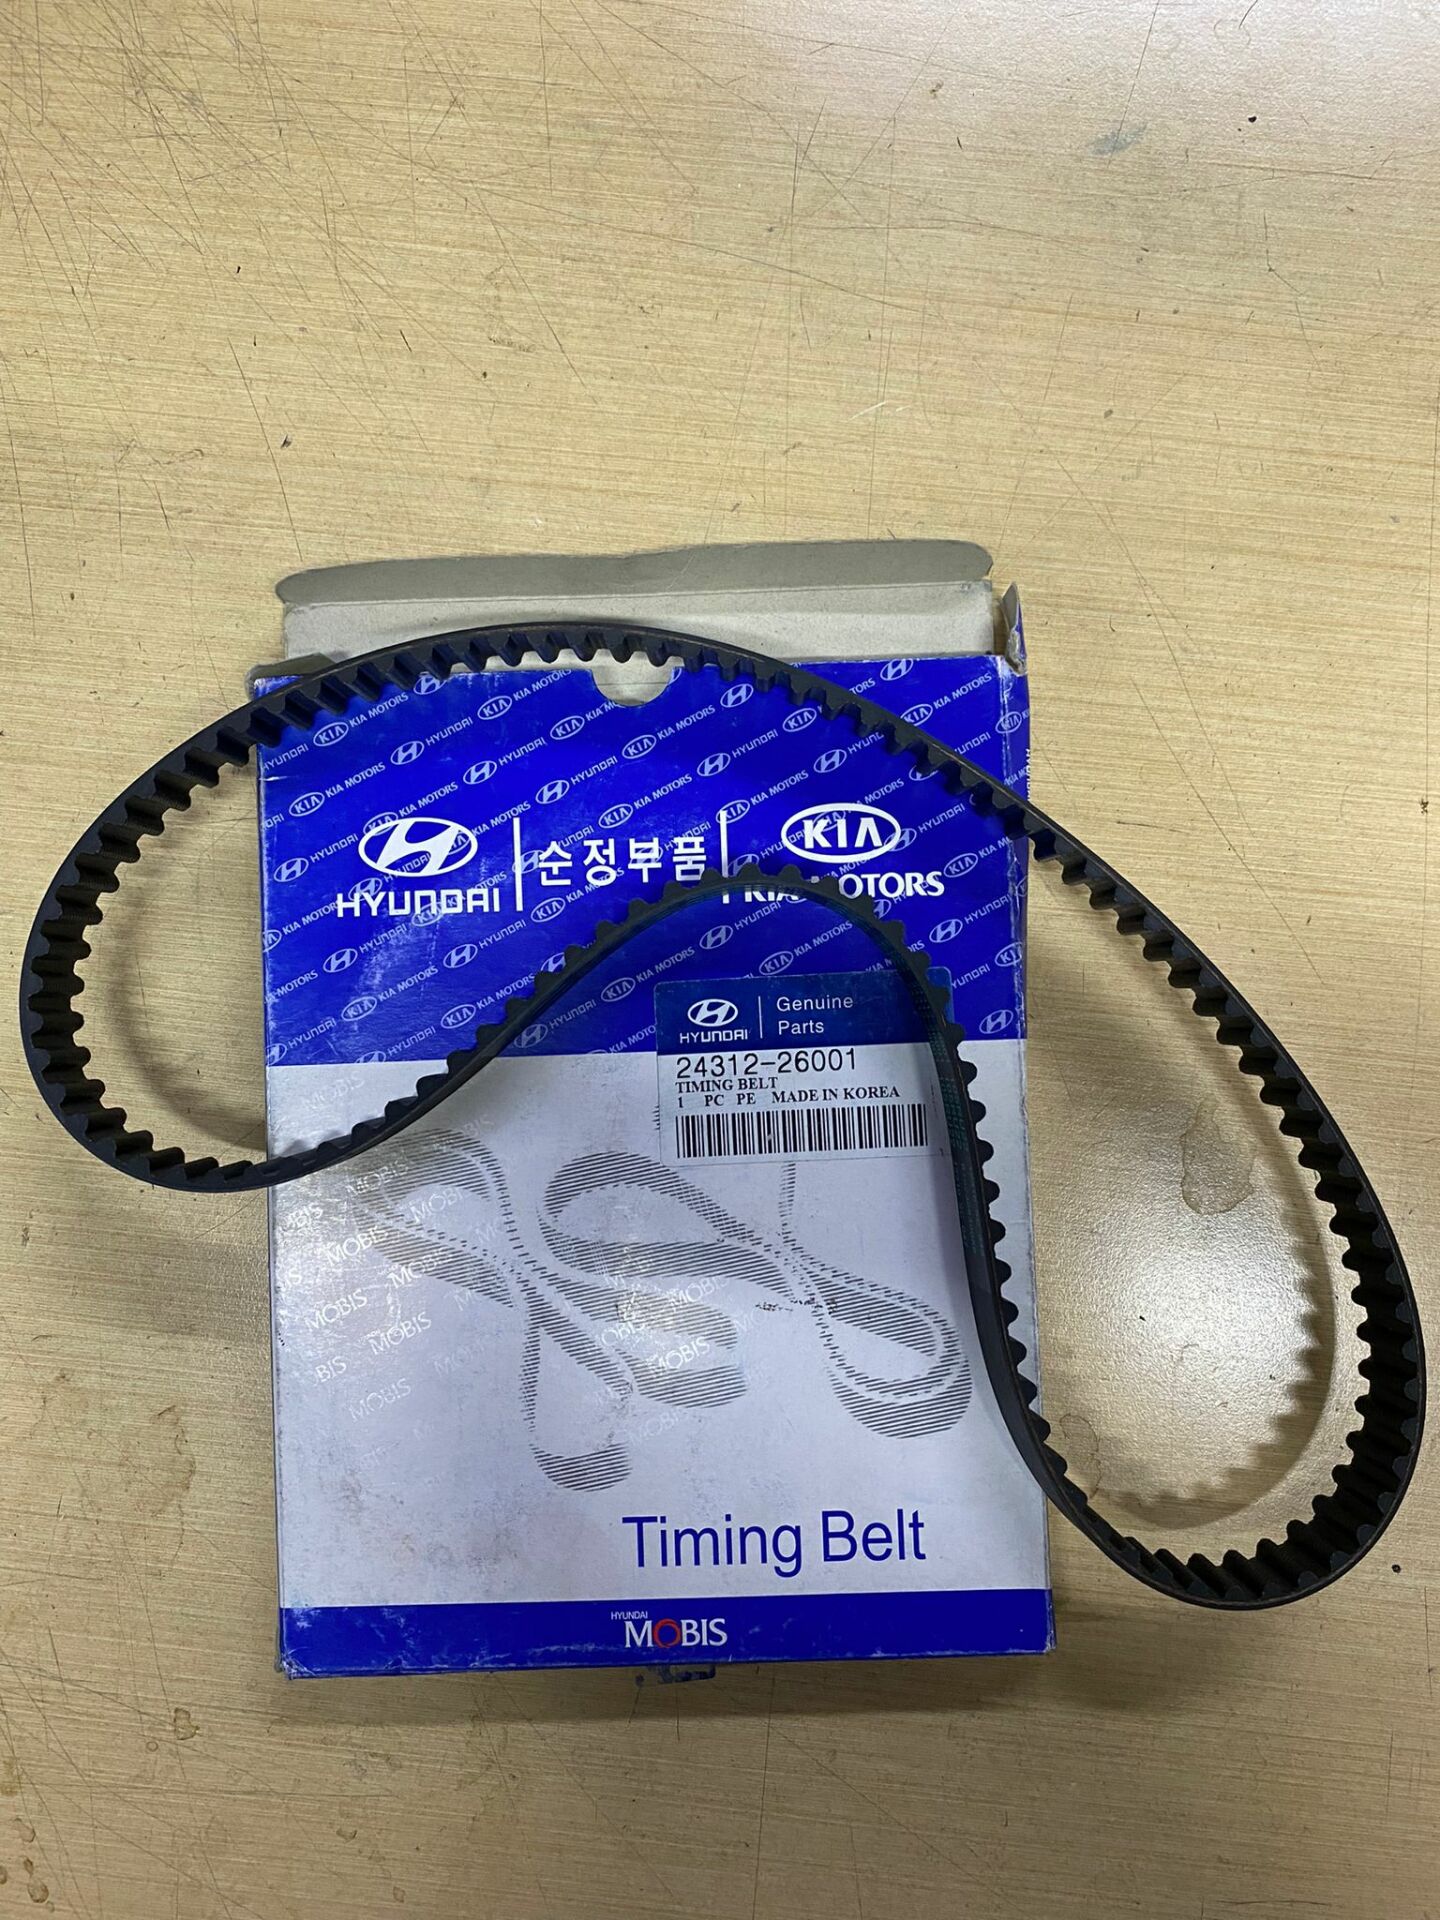 HYUNDAI
순정부품
KIA
KIA MOTORS
HYUNDAI
Genuine
Parts
24312-26001
TIMING BELT
1 PC PE MADE IN KOREA
Timing Belt
HYUNDAI
MOBIS